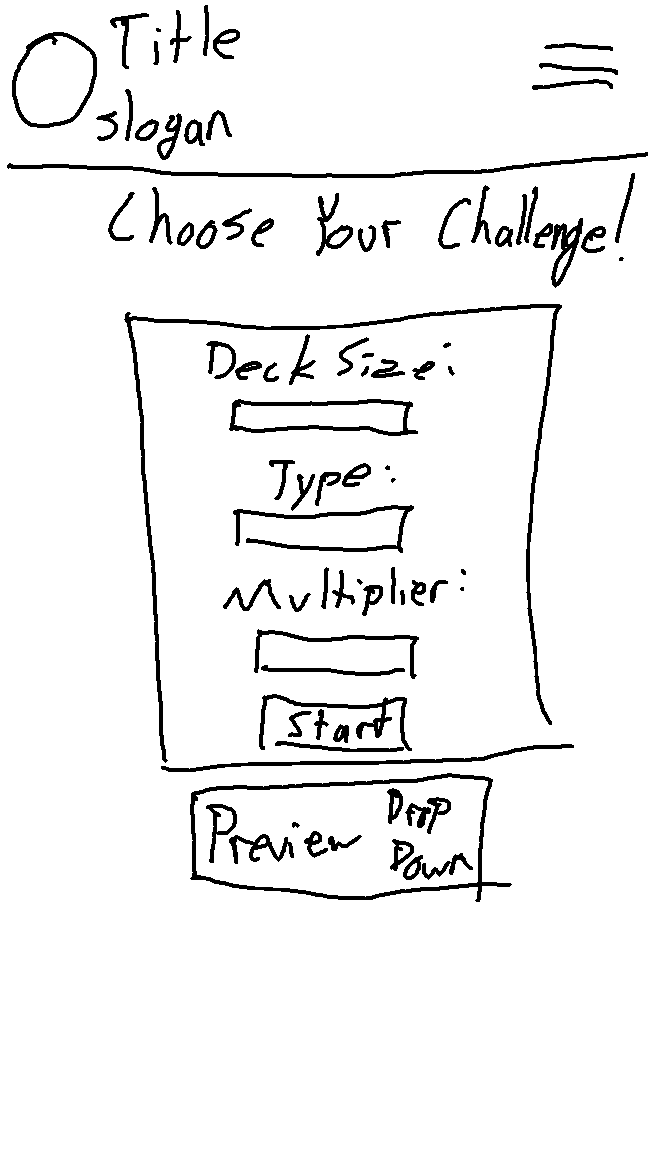 Title
slogan
Choose Your Challenge!
Deck Size:
Type:
Multiplier:
Start
Preview Drop Down